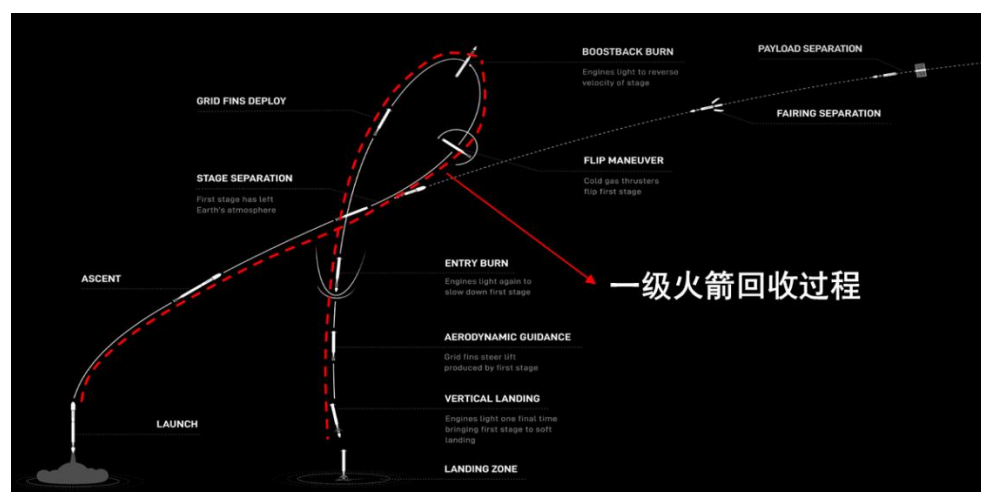 BOOSTBACK BURN
Engines light to reverse
velocity of stage
PAYLOAD SEPARATION
GRID FINS DEPLOY
FAIRING SEPARATION
FLIP MANEUVER
Cold gas thrusters
flip first stage
STAGE SEPARATION
First stage has left
Earth's atmosphere
ENTRY BURN
Engines light again to
slow down first stage
ASCENT
一级火箭回收过程
AERODYNAMIC GUIDANCE
Grid fins steer lift
produced by first stage
VERTICAL LANDING
Engines light one final time
bringing first stage to soft
landing
LAUNCH
LANDING ZONE